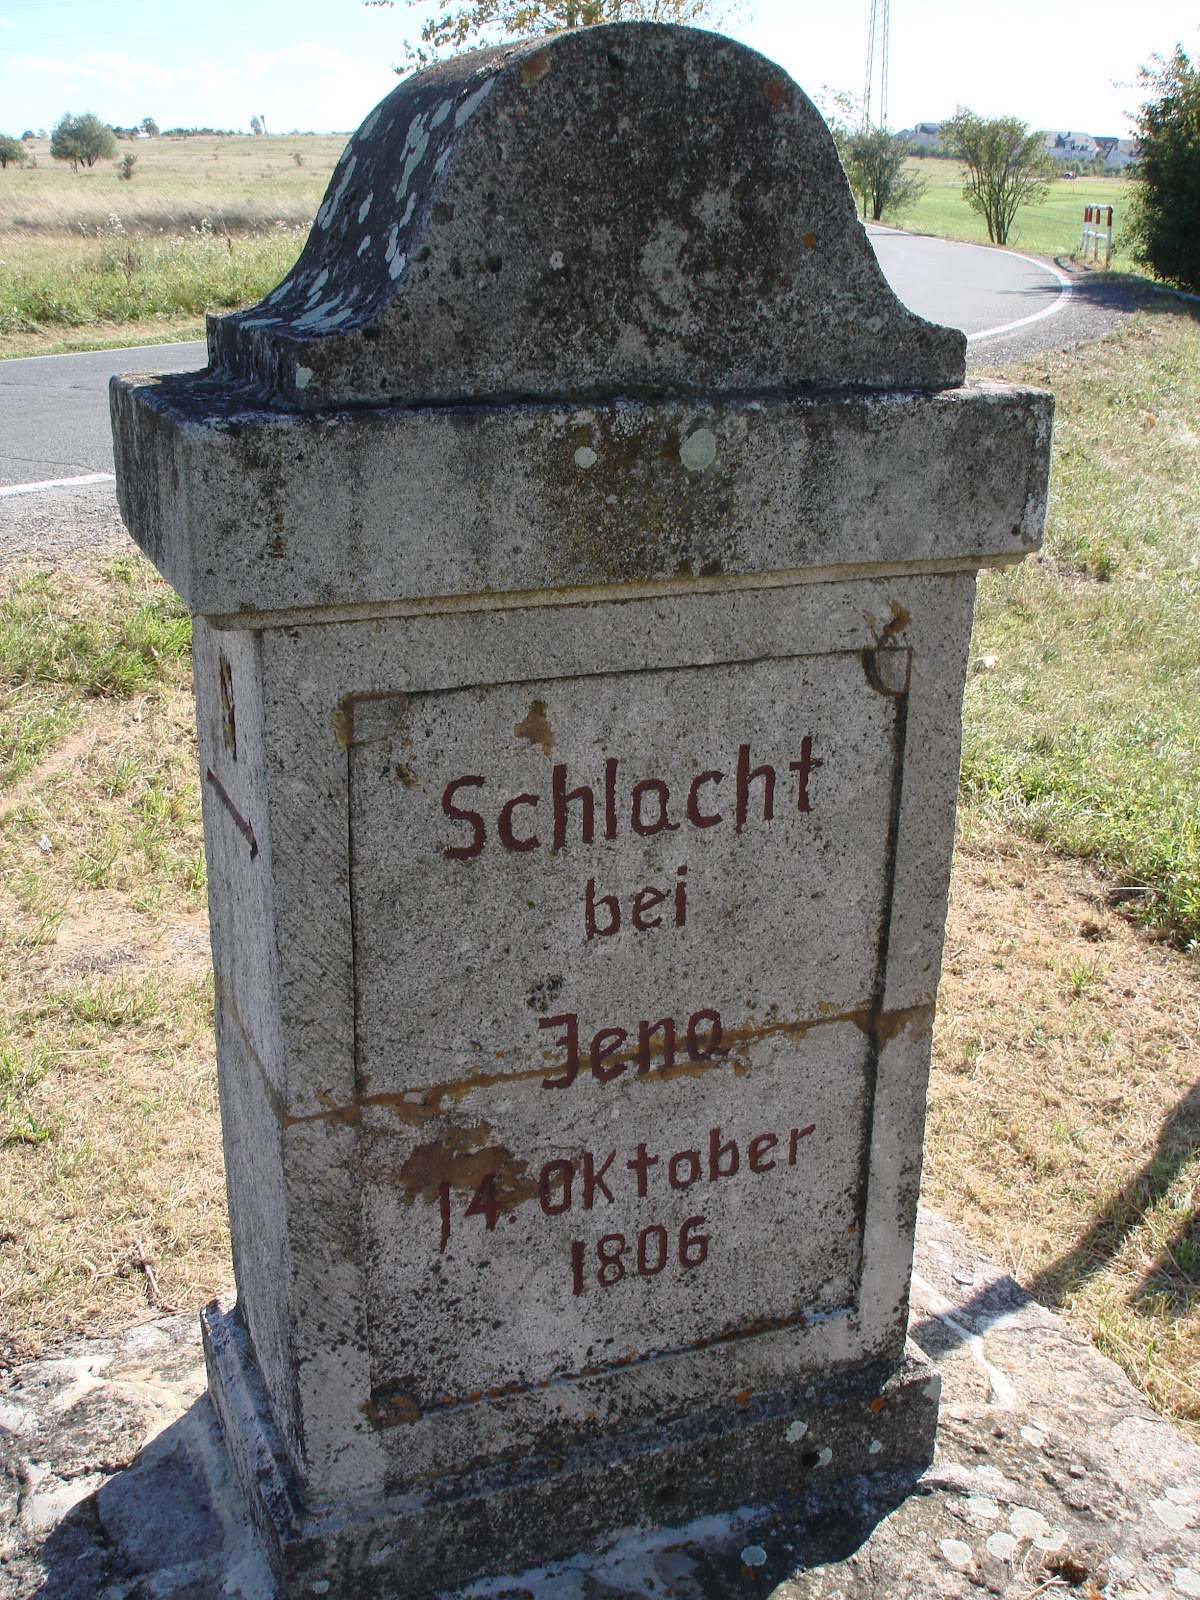 Schlacht
bei
Jena
14. Oktober
1806